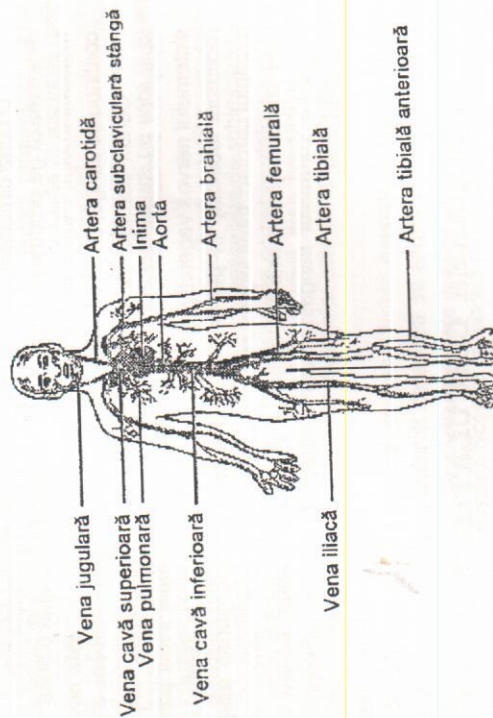 Vena jugulară
Vena cavă superioară
Vena pulmonară
Vena cavă inferioară
Vena iliacă
Artera carotidă
Artera subclaviculară stângă
Inima
Aorta
Artera brahială
Artera femurală
Artera tibială
Artera tibială anterioară